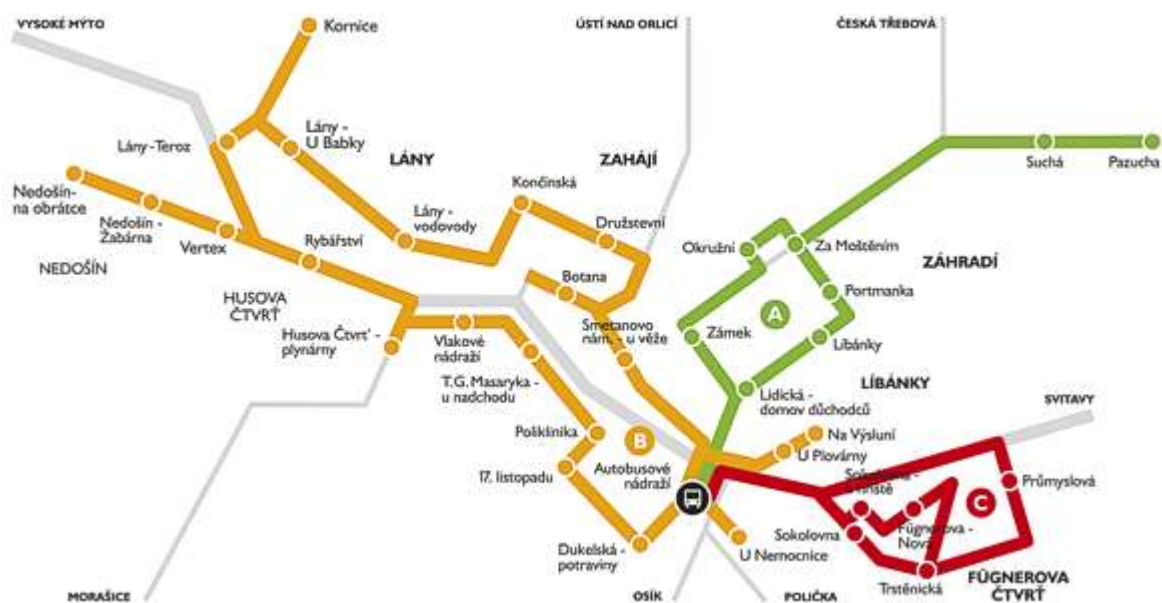 VYSOKÉ MÝTO
Kornice
ÚSTÍ NAD ORLICÍ
ČESKÁ TŘEBOVÁ
Lány -Teroz
Lány -
U Babky
LÁNY
ZAHÁJÍ
Suchá
Pazucha
Nedošín-
na obrátce
Nedošín -
Žabárna
Vertex
Rybářství
Lány -
vodovody
Končinská
Družstevní
Okružní
Za Moštěním
NEDOŠÍN
ZÁHRADÍ
HUSOVA
ČTVRŤ
Botana
Portmanka
A
Husova Čtvrť -
plynárny
Vlakové
nádraží
Smetanovo
nám. - u věže
Zámek
Líbánky
T.G. Masaryka -
u nadchodu
LÍBÁNKY
Lidická -
domov důchodců
SVITAVY
Poliklinika
B
Na Výsluní
U Plovárny
17. listopadu
Autobusové
nádraží
Průmyslová
C
Sokolovna
Fügnerova -
Nová
Dukelská -
potraviny
U Nemocnice
Trstěnická
FÜGNEROVA
ČTVRŤ
MORAŠICE
OSÍK
POLIČKA